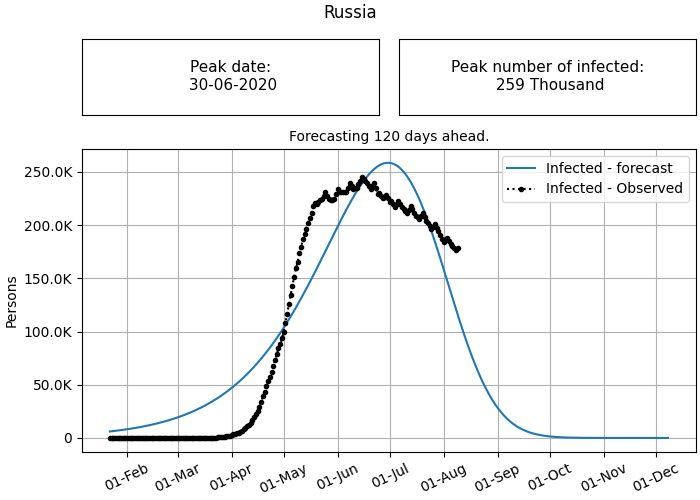 Russia
Peak date:
30-06-2020
Peak number of infected:
259 Thousand
Forecasting 120 days ahead.
Infected - forecast
Infected - Observed
Persons
250.0K
200.0K
150.0K
100.0K
50.0K
0
01-Feb
01-Mar
01-Apr
01-May
01-Jun
01-Jul
01-Aug
01-Sep
01-Oct
01-Nov
01-Dec